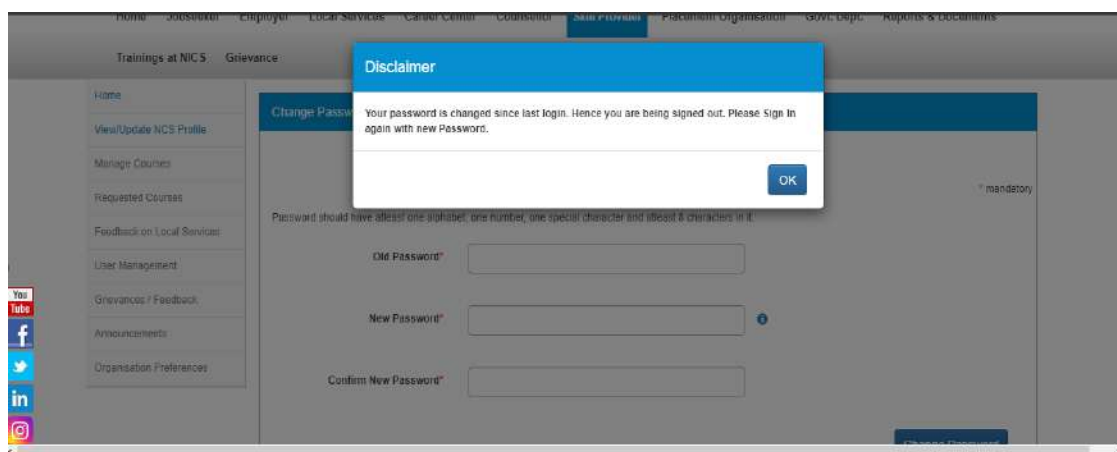 Home Jobseeker Employer Local Services Career Center Counsellor Skill Provider Placement Organisation Govt. Dept. Reports & Documents
Trainings at NICS Grievance
Disclaimer
Your password is changed since last login. Hence you are being signed out. Please Sign In
again with new Password.
OK
Home
View/Update NCS Profile
Manage Courses
Requested Courses
Feedback on Local Services
User Management
Grievances / Feedback
Announcements
Organisation Preferences
Change Passw
* mandatory
Password should have atleast one alphabet, one number, one special character and atleast 8 characters in it.
Old Password*
New Password*
Confirm New Password*
Change Password
You
Tube
f
in